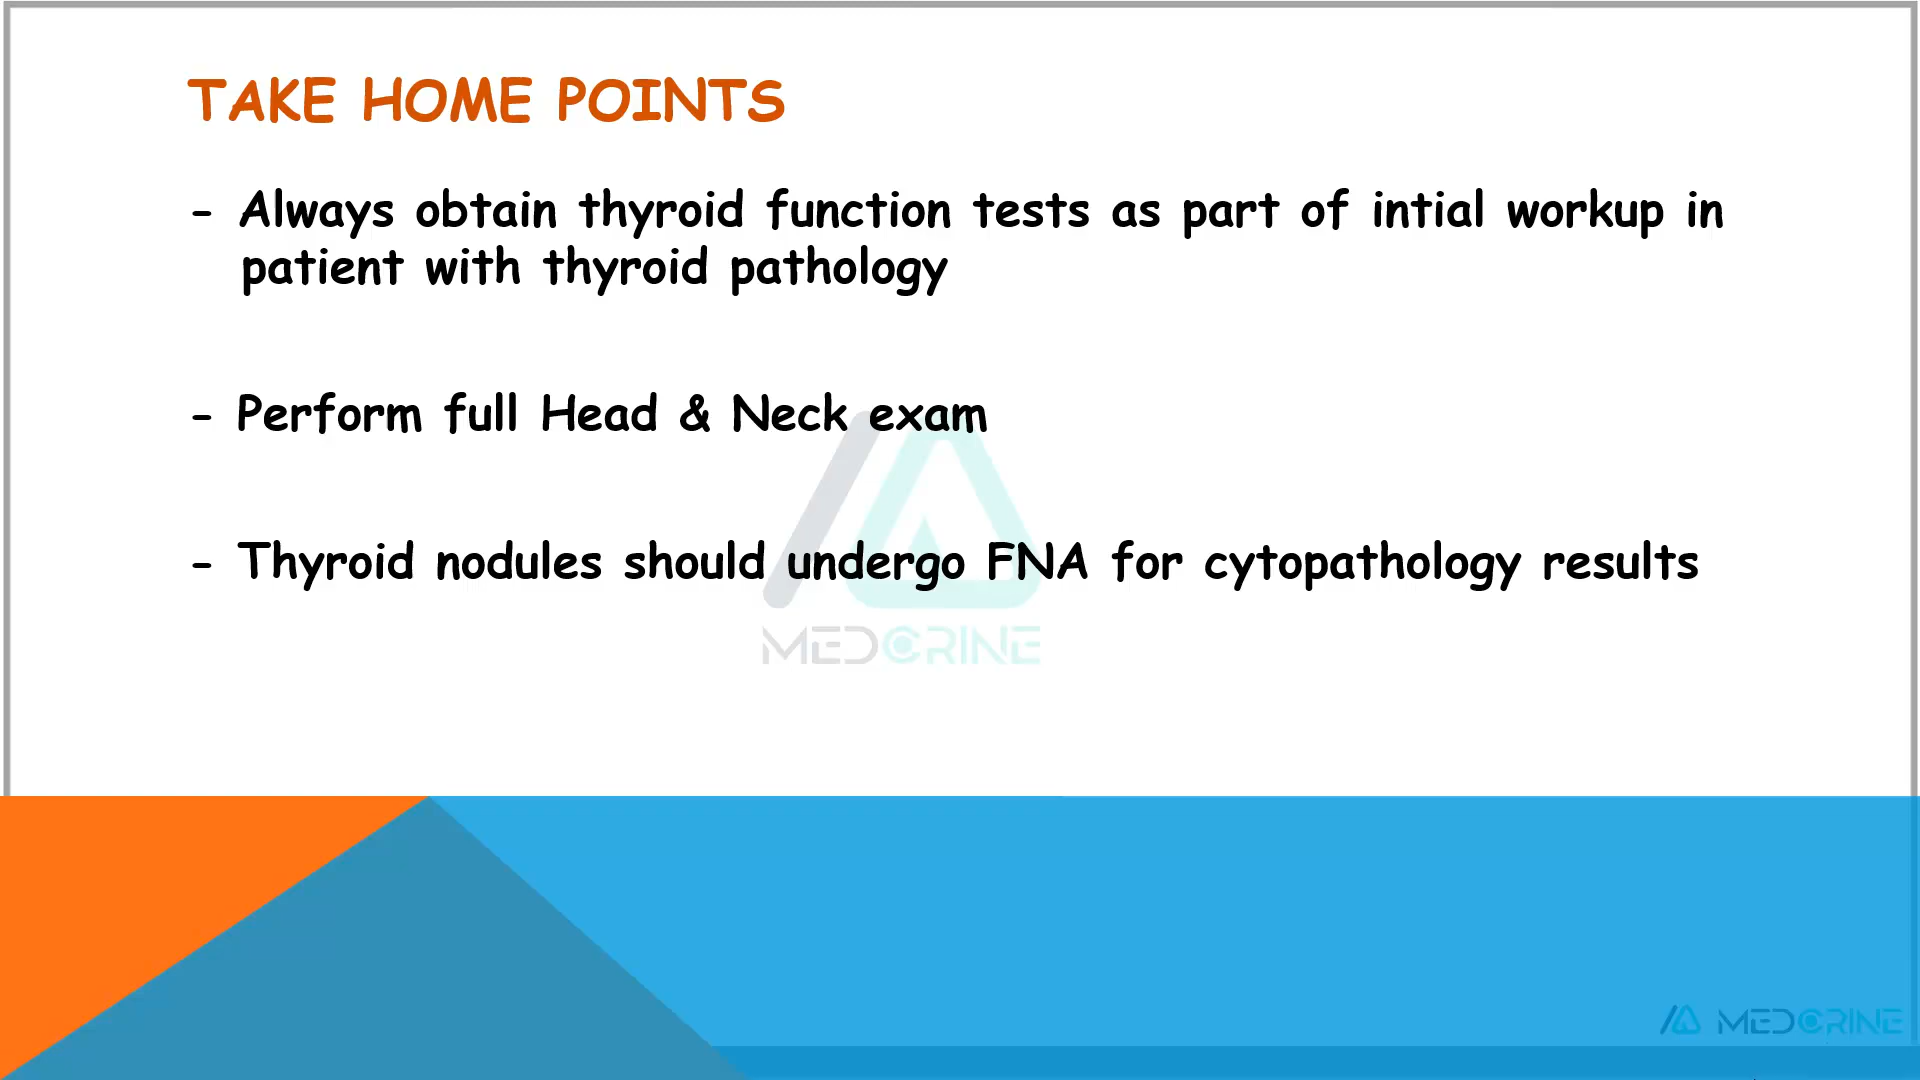 TAKE HOME POINTS
- Always obtain thyroid function tests as part of intial workup in
patient with thyroid pathology
- Perform full Head & Neck exam
- Thyroid nodules should undergo FNA for cytopathology results
MEDCRINE
MEDCRINE